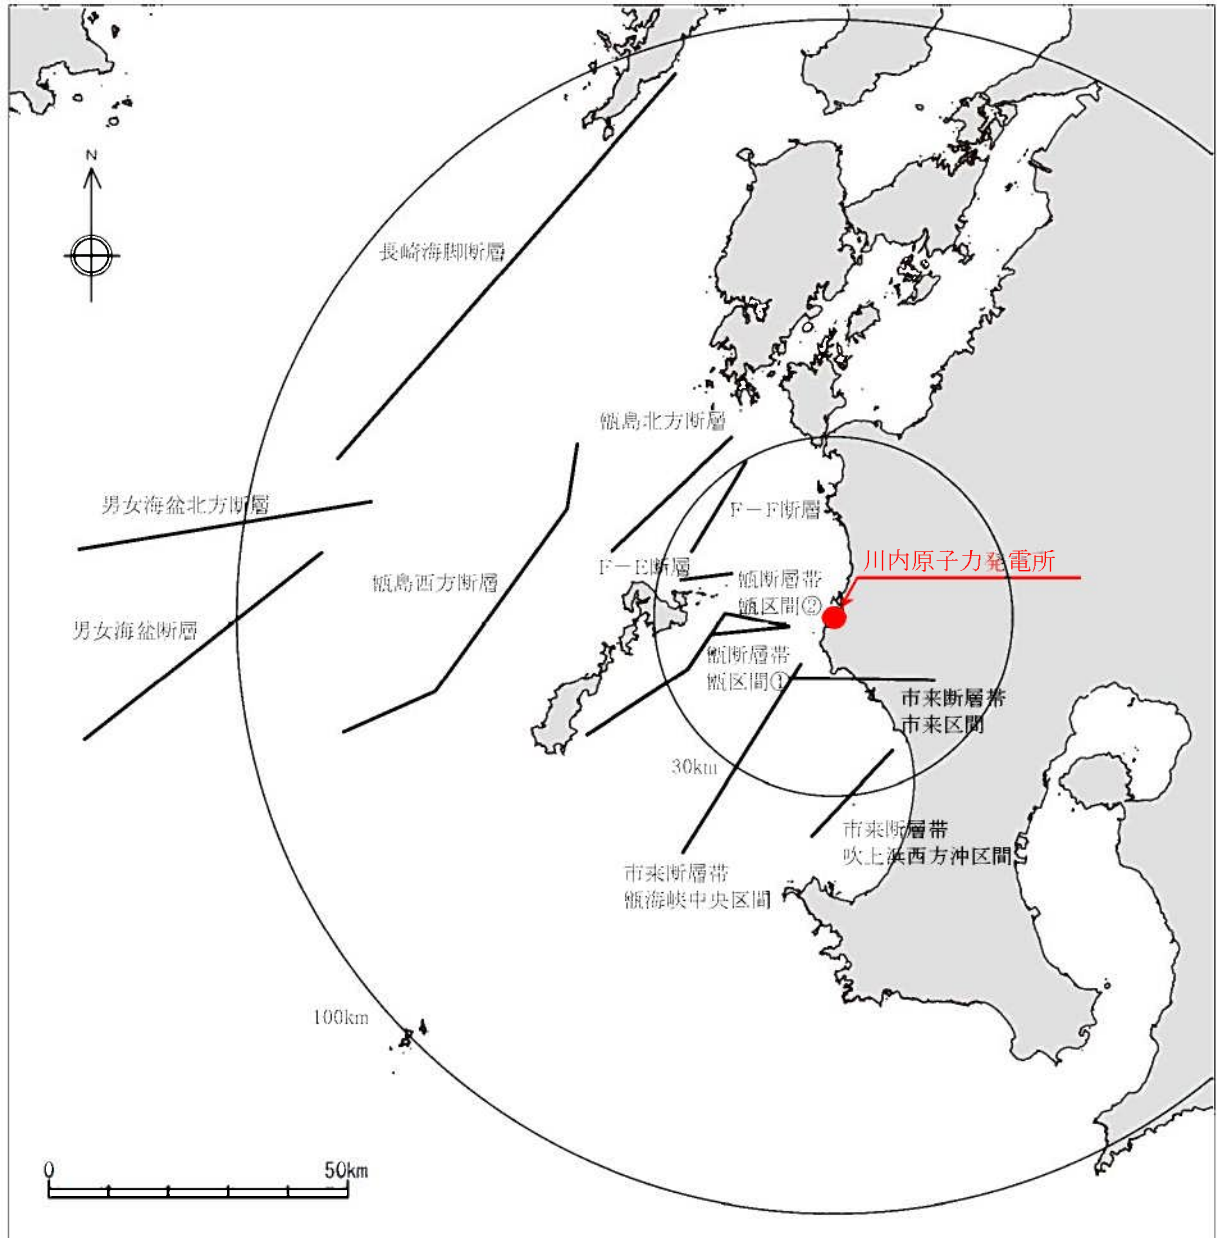 N
長崎海脚断層
甑島北方断層
男女海盆北方断層
F－F断層
川内原子力発電所
F－E断層
甑島西方断層
甑断層帯
甑区間②
男女海盆断層
甑断層帯
甑区間①
市来断層帯
市来区間
30km
市来断層帯
吹上浜西方沖区間
市来断層帯
甑海峡中央区間
100km
0
50km